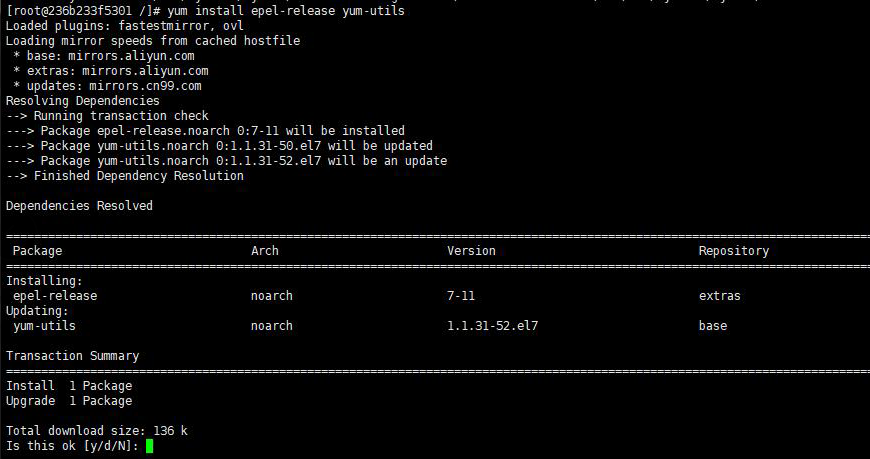 [root@236b233f5301 /]# yum install epel-release yum-utils
Loaded plugins: fastestmirror, ovl
Loading mirror speeds from cached hostfile
 * base: mirrors.aliyun.com
 * extras: mirrors.aliyun.com
 * updates: mirrors.cn99.com
Resolving Dependencies
--> Running transaction check
---> Package epel-release.noarch 0:7-11 will be installed
---> Package yum-utils.noarch 0:1.1.31-50.el7 will be updated
---> Package yum-utils.noarch 0:1.1.31-52.el7 will be an update
--> Finished Dependency Resolution

Dependencies Resolved

================================================================================
 Package                          Arch                        Version                            Repository
================================================================================
Installing:
 epel-release                     noarch                      7-11                               extras
Updating:
 yum-utils                        noarch                      1.1.31-52.el7                      base

Transaction Summary
================================================================================
Install  1 Package
Upgrade  1 Package

Total download size: 136 k
Is this ok [y/d/N]: